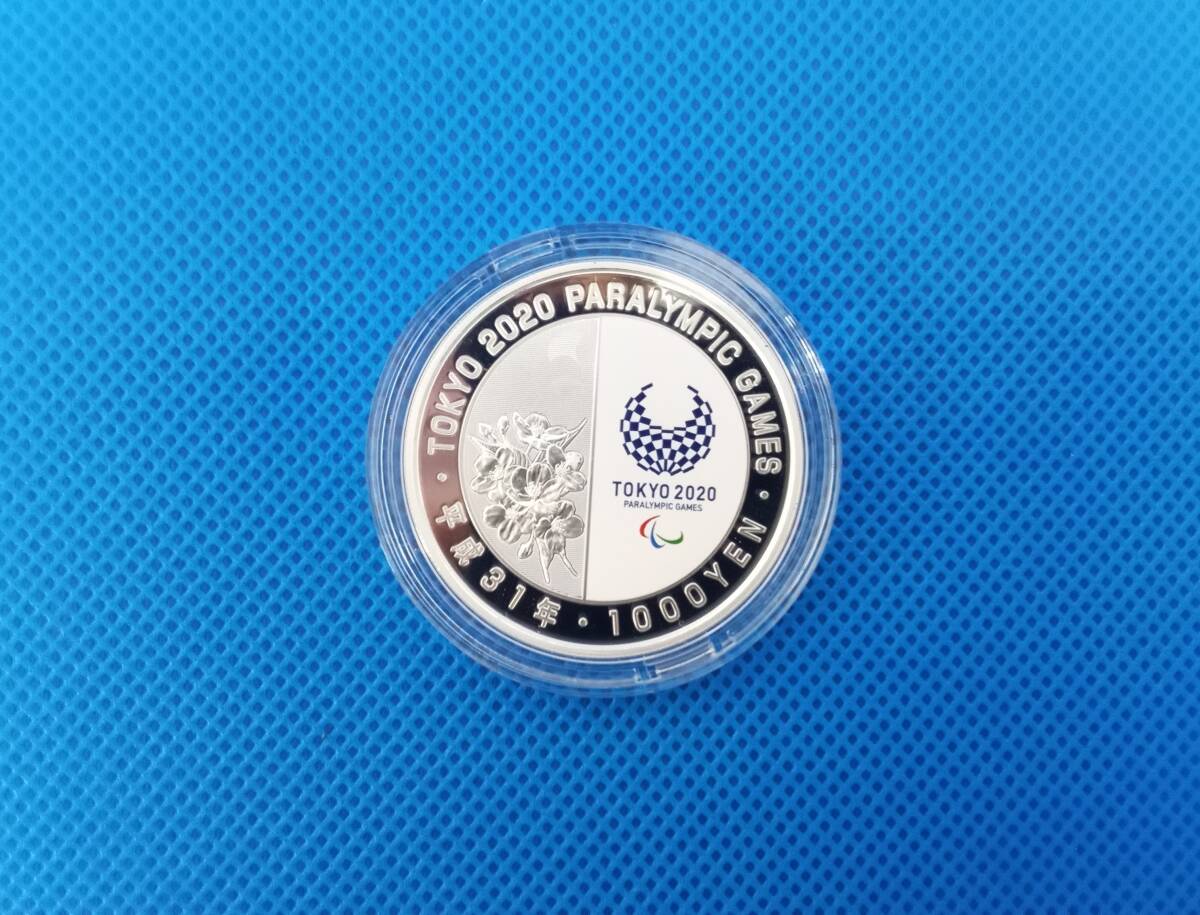 · TOKYO 2020 PARALYMPIC GAMES ·
平成31年 · 1000YEN
TOKYO 2020
PARALYMPIC GAMES